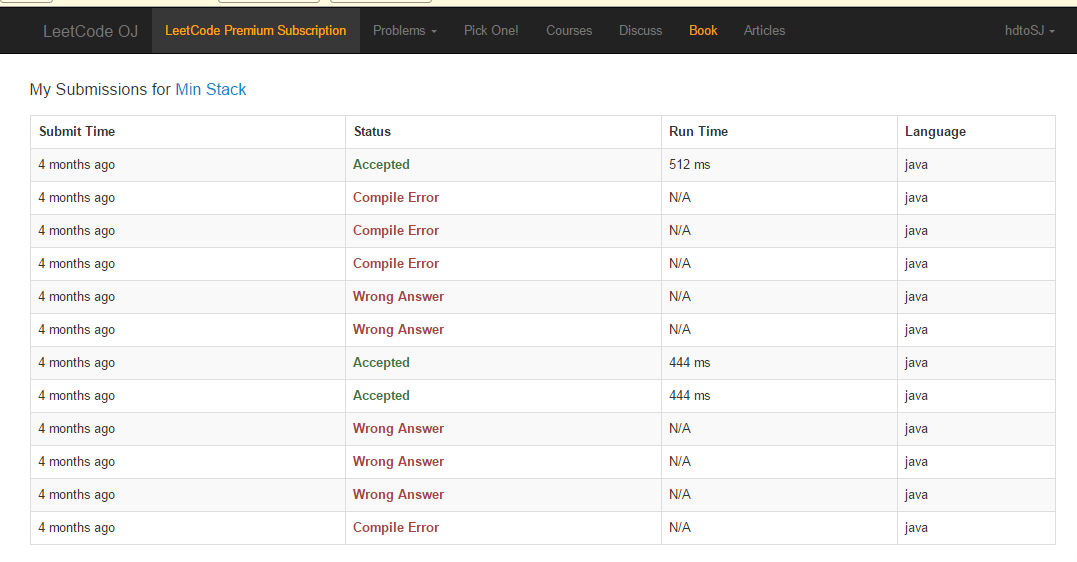 LeetCode OJ LeetCode Premium Subscription Problems Pick One! Courses Discuss Book Articles hdtoSJ
My Submissions for Min Stack
Submit Time Status Run Time Language
4 months ago Accepted 512 ms java
4 months ago Compile Error N/A java
4 months ago Compile Error N/A java
4 months ago Compile Error N/A java
4 months ago Wrong Answer N/A java
4 months ago Wrong Answer N/A java
4 months ago Accepted 444 ms java
4 months ago Accepted 444 ms java
4 months ago Wrong Answer N/A java
4 months ago Wrong Answer N/A java
4 months ago Wrong Answer N/A java
4 months ago Compile Error N/A java